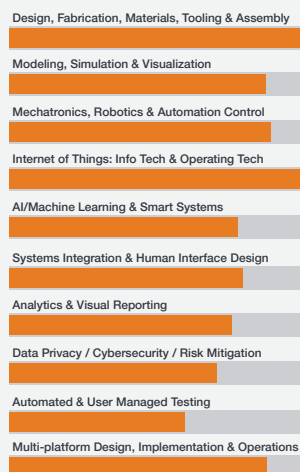 Design, Fabrication, Materials, Tooling & Assembly
Modeling, Simulation & Visualization
Mechatronics, Robotics & Automation Control
Internet of Things: Info Tech & Operating Tech
AI/Machine Learning & Smart Systems
Systems Integration & Human Interface Design
Analytics & Visual Reporting
Data Privacy / Cybersecurity / Risk Mitigation
Automated & User Managed Testing
Multi-platform Design, Implementation & Operations